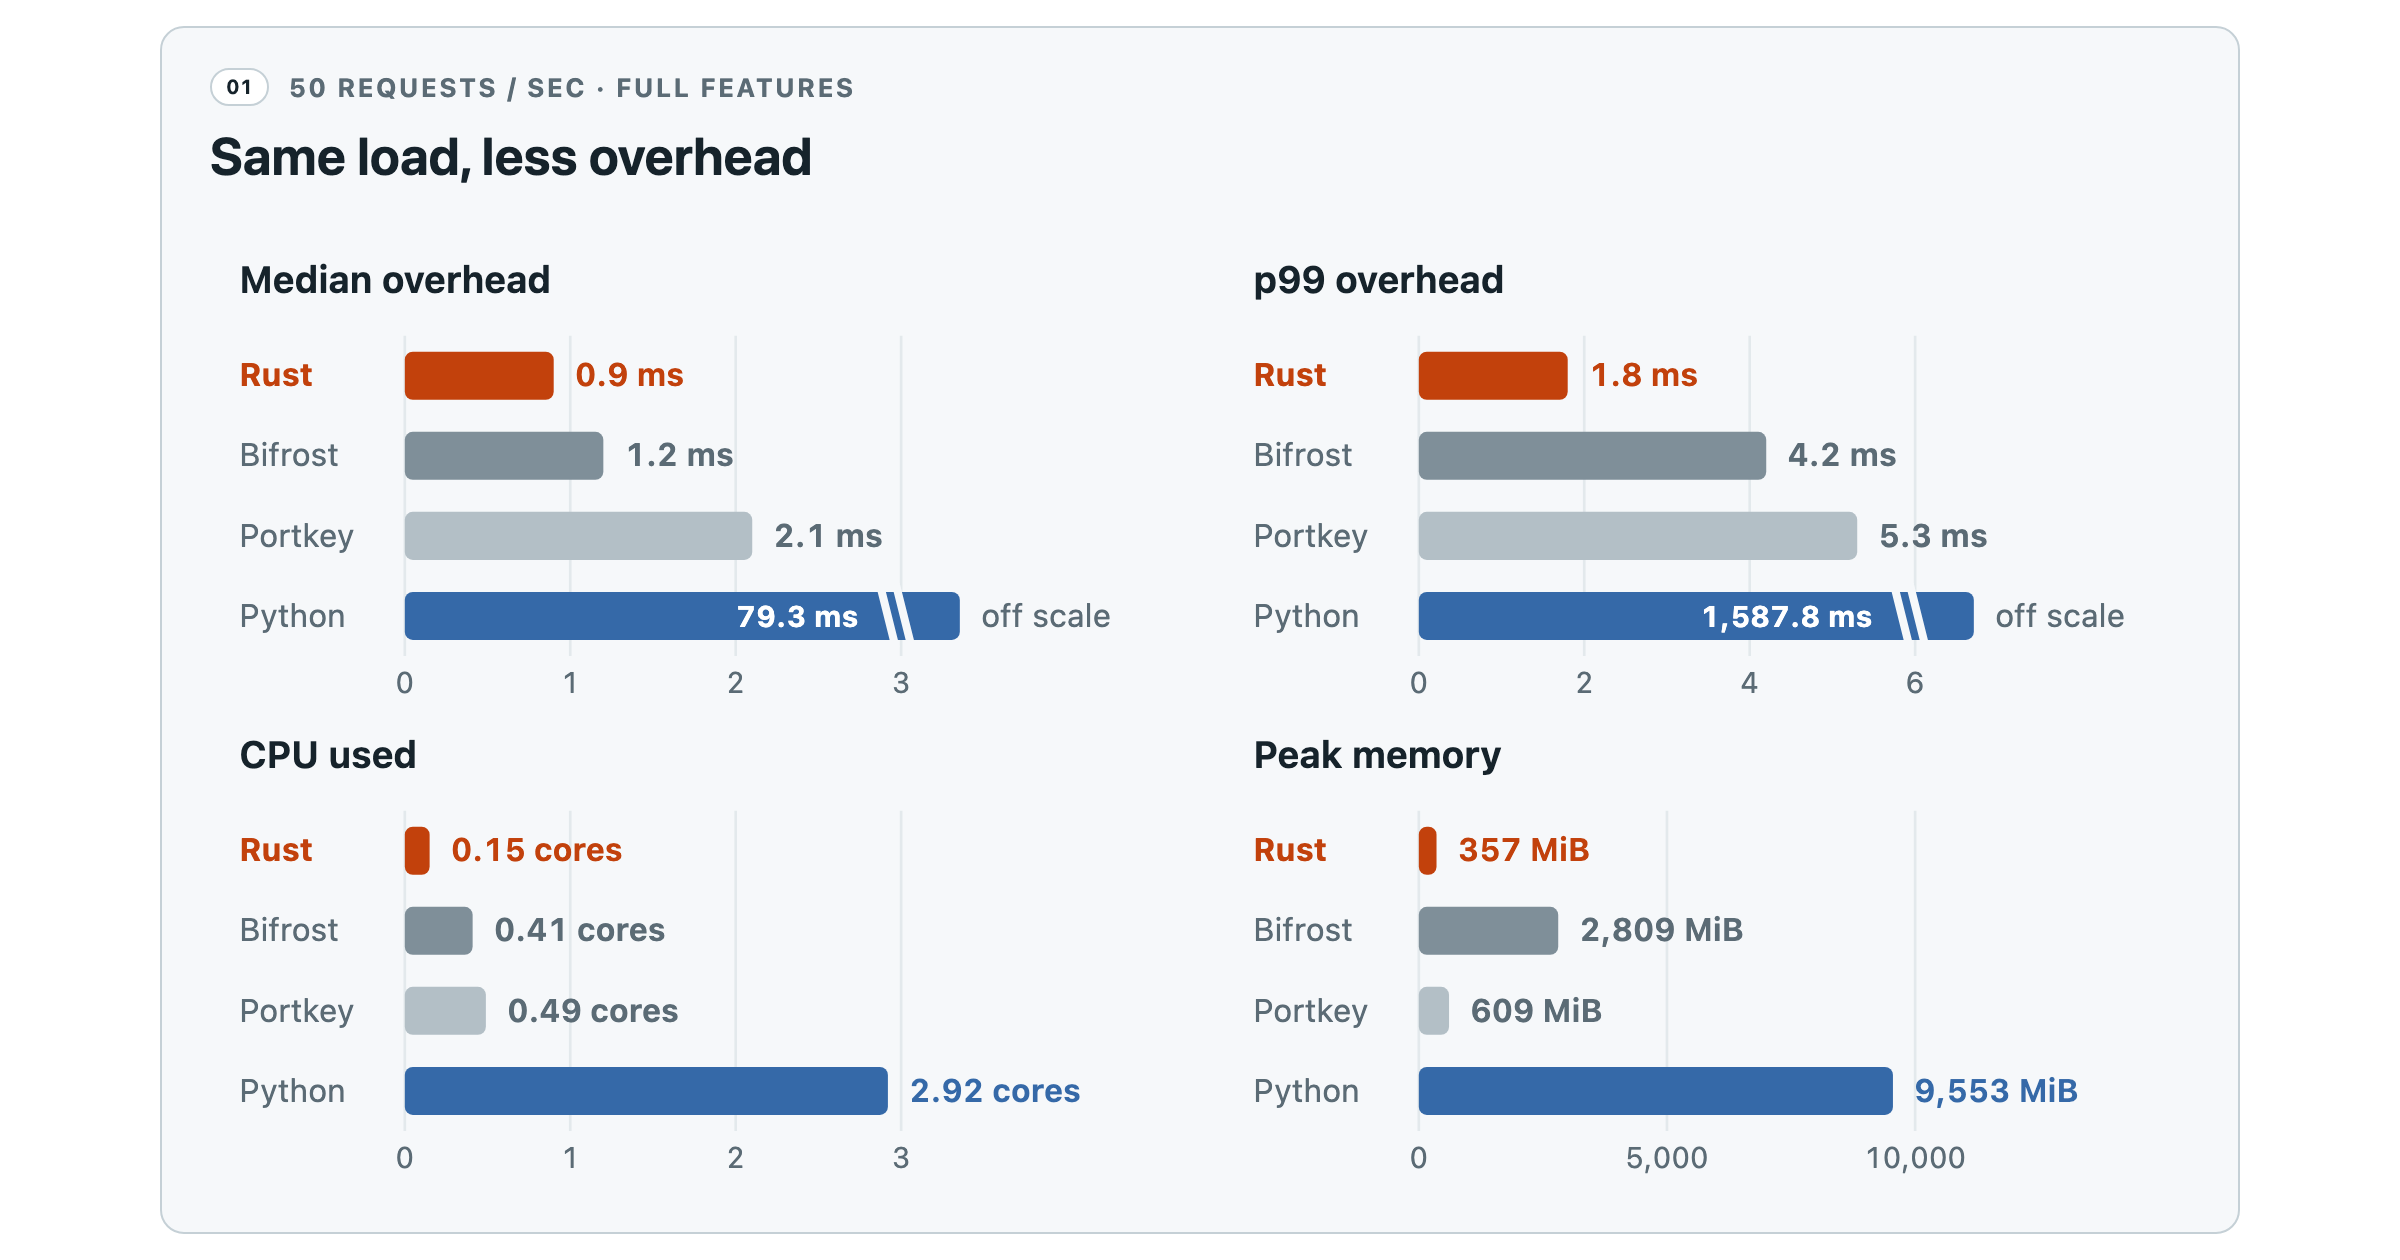 01 50 REQUESTS / SEC · FULL FEATURES
Same load, less overhead
Median overhead
Rust 0.9 ms
Bifrost 1.2 ms
Portkey 2.1 ms
Python 79.3 ms off scale
0 1 2 3
p99 overhead
Rust 1.8 ms
Bifrost 4.2 ms
Portkey 5.3 ms
Python 1,587.8 ms off scale
0 2 4 6
CPU used
Rust 0.15 cores
Bifrost 0.41 cores
Portkey 0.49 cores
Python 2.92 cores
0 1 2 3
Peak memory
Rust 357 MiB
Bifrost 2,809 MiB
Portkey 609 MiB
Python 9,553 MiB
0 5,000 10,000